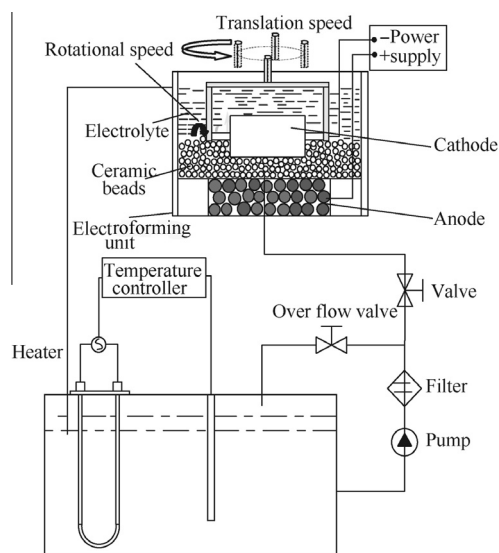 Translation speed
Rotational speed
−Power
+supply
Electrolyte
Cathode
Ceramic
beads
Anode
Electroforming
unit
Temperature
controller
Valve
Over flow valve
Heater
Filter
Pump